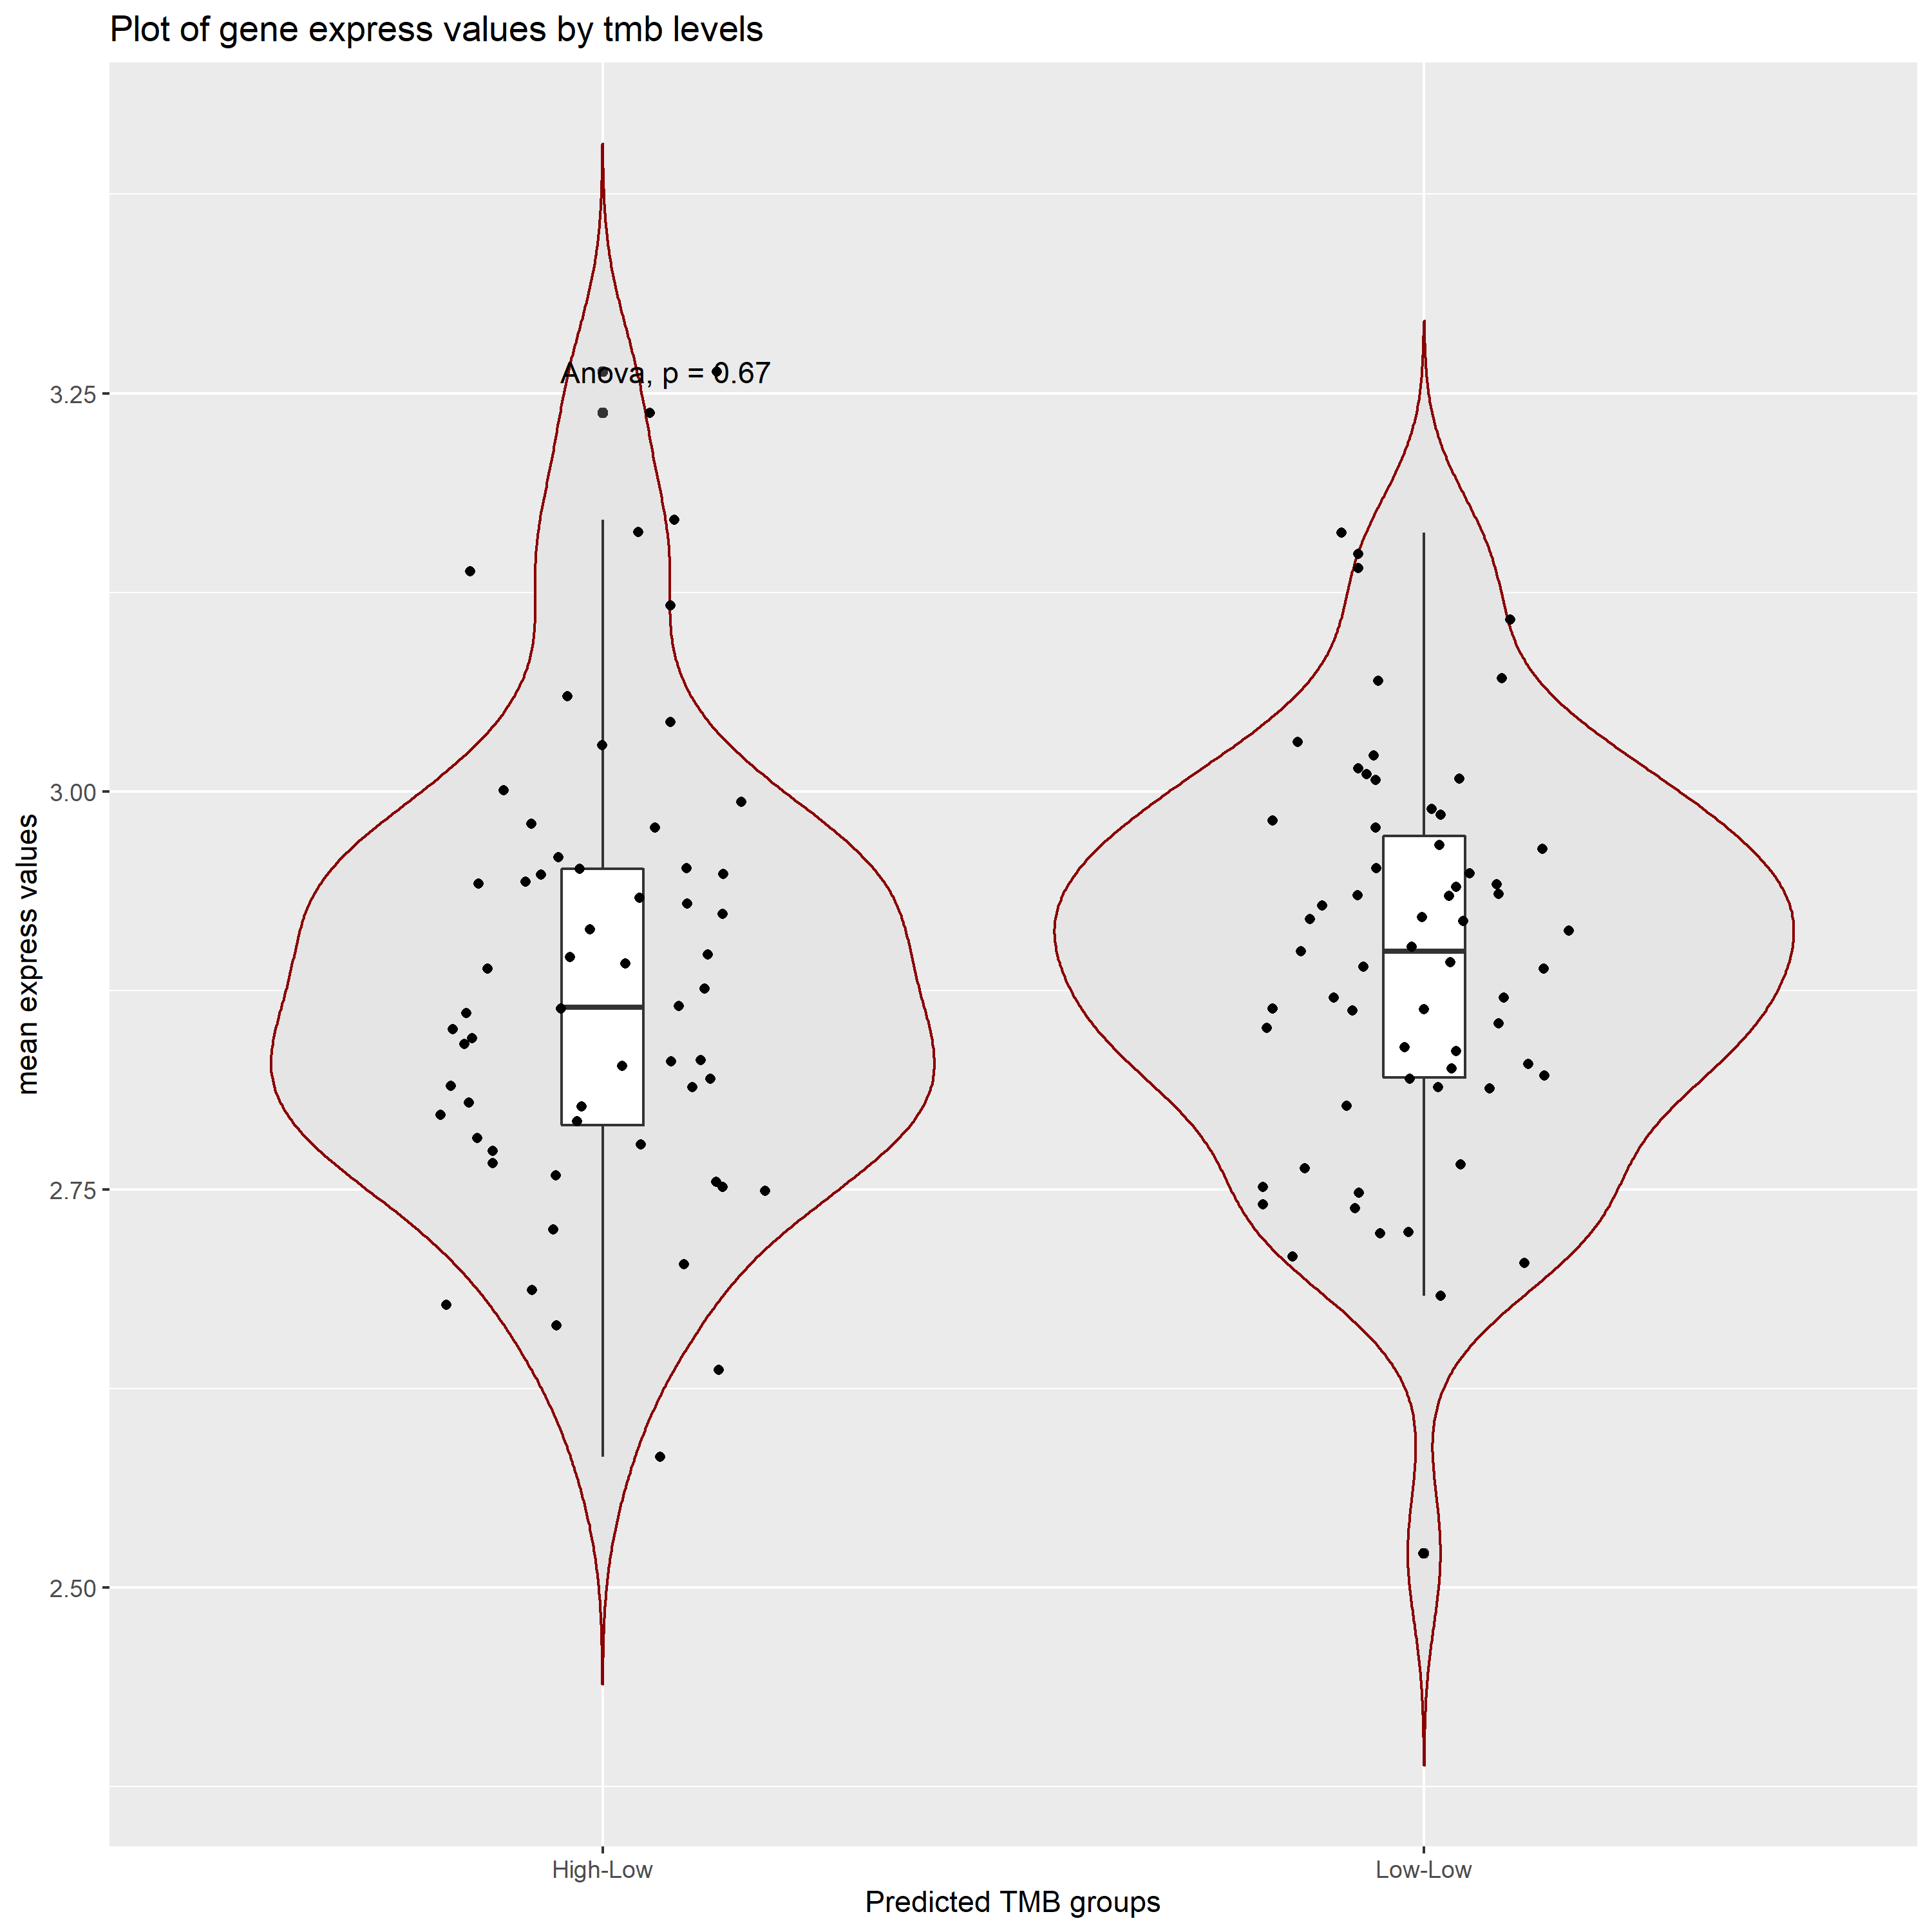 Plot of gene express values by tmb levels
Anova, p = 0.67
3.25
3.00
2.75
2.50
mean express values
High-Low
Low-Low
Predicted TMB groups